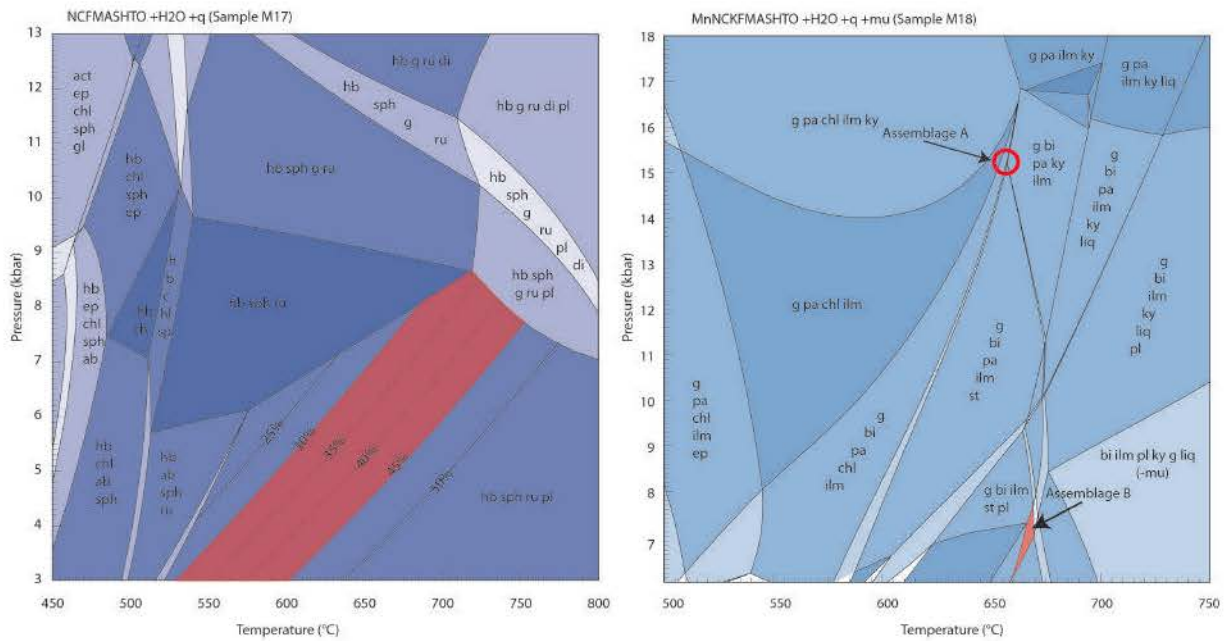 NCFMASHTO +H2O +q (Sample M17)
13
12
11
10
9
8
7
6
5
4
3
Pressure (kbar)
450
500
550
600
650
700
750
800
Temperature (°C)
act
ep
chl
sph
gl
hb
chl
sph
ep
hb
ep
chl
sph
ab
hb
chl
ab
sph
hb
ab
sph
ru
hb sph ru
hb sph g ru
hb
sph
g
ru
hb g ru di
hb g ru di pl
hb
sph
g
ru
pl
di
hb sph
g ru pl
hb sph ru pl
25%
30%
35%
40%
45%
50%
MnNCKFMASHTO +H2O +q +mu (Sample M18)
18
17
16
15
14
13
12
11
10
9
8
7
Pressure (kbar)
500
550
600
650
700
750
Temperature (°C)
g pa chl ilm ky
Assemblage A
g pa ilm ky
g pa
ilm ky liq
g bi
pa ky
ilm
g
bi
pa
ilm
ky
liq
g pa chl ilm
g
bi
pa
ilm
st
g
bi
ilm
ky
liq
pl
g
pa
chl
ilm
ep
g
bi
pa
chl
ilm
g bi ilm
st pl
Assemblage B
bi ilm pl ky g liq
(-mu)